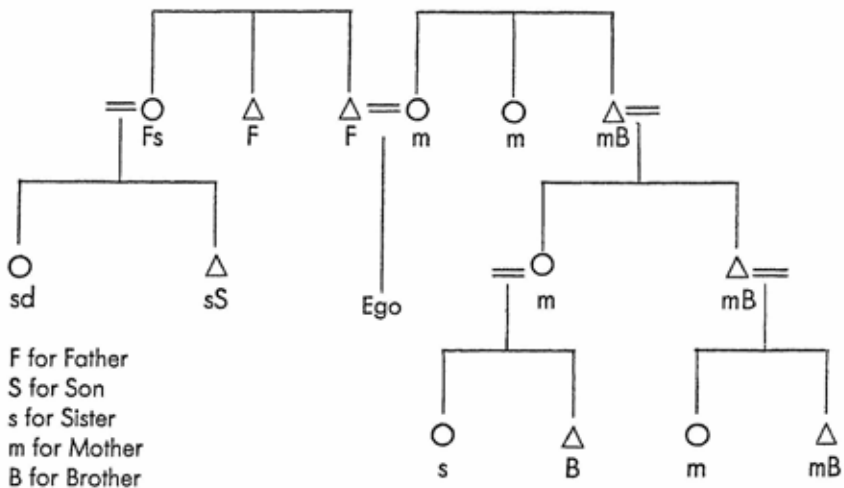 Fs F F m m mB
sd sS Ego m mB
F for Father
S for Son
s for Sister
m for Mother
B for Brother
s B m mB